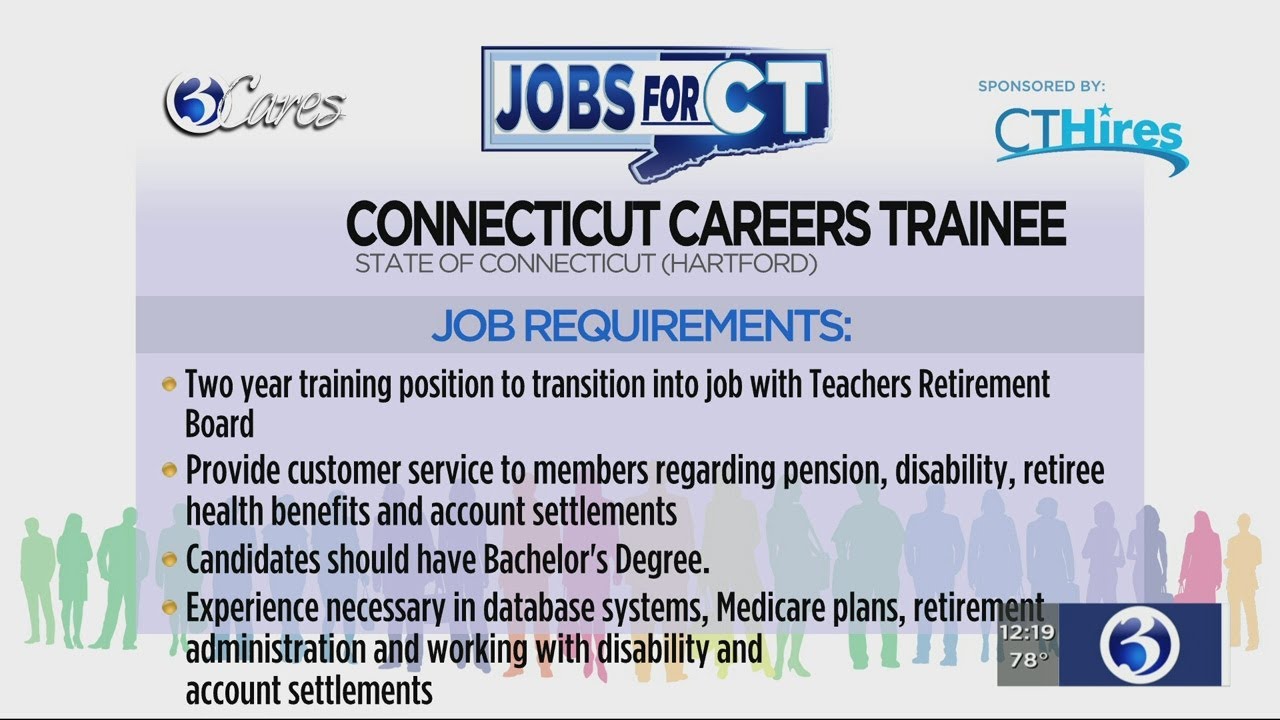 3 Cares
JOBS FOR CT
SPONSORED BY:
CTHires
CONNECTICUT CAREERS TRAINEE
STATE OF CONNECTICUT (HARTFORD)
JOB REQUIREMENTS:
Two year training position to transition into job with Teachers Retirement
Board
Provide customer service to members regarding pension, disability, retiree
health benefits and account settlements
Candidates should have Bachelor's Degree.
Experience necessary in database systems, Medicare plans, retirement
administration and working with disability and
account settlements
12:19
78°
3